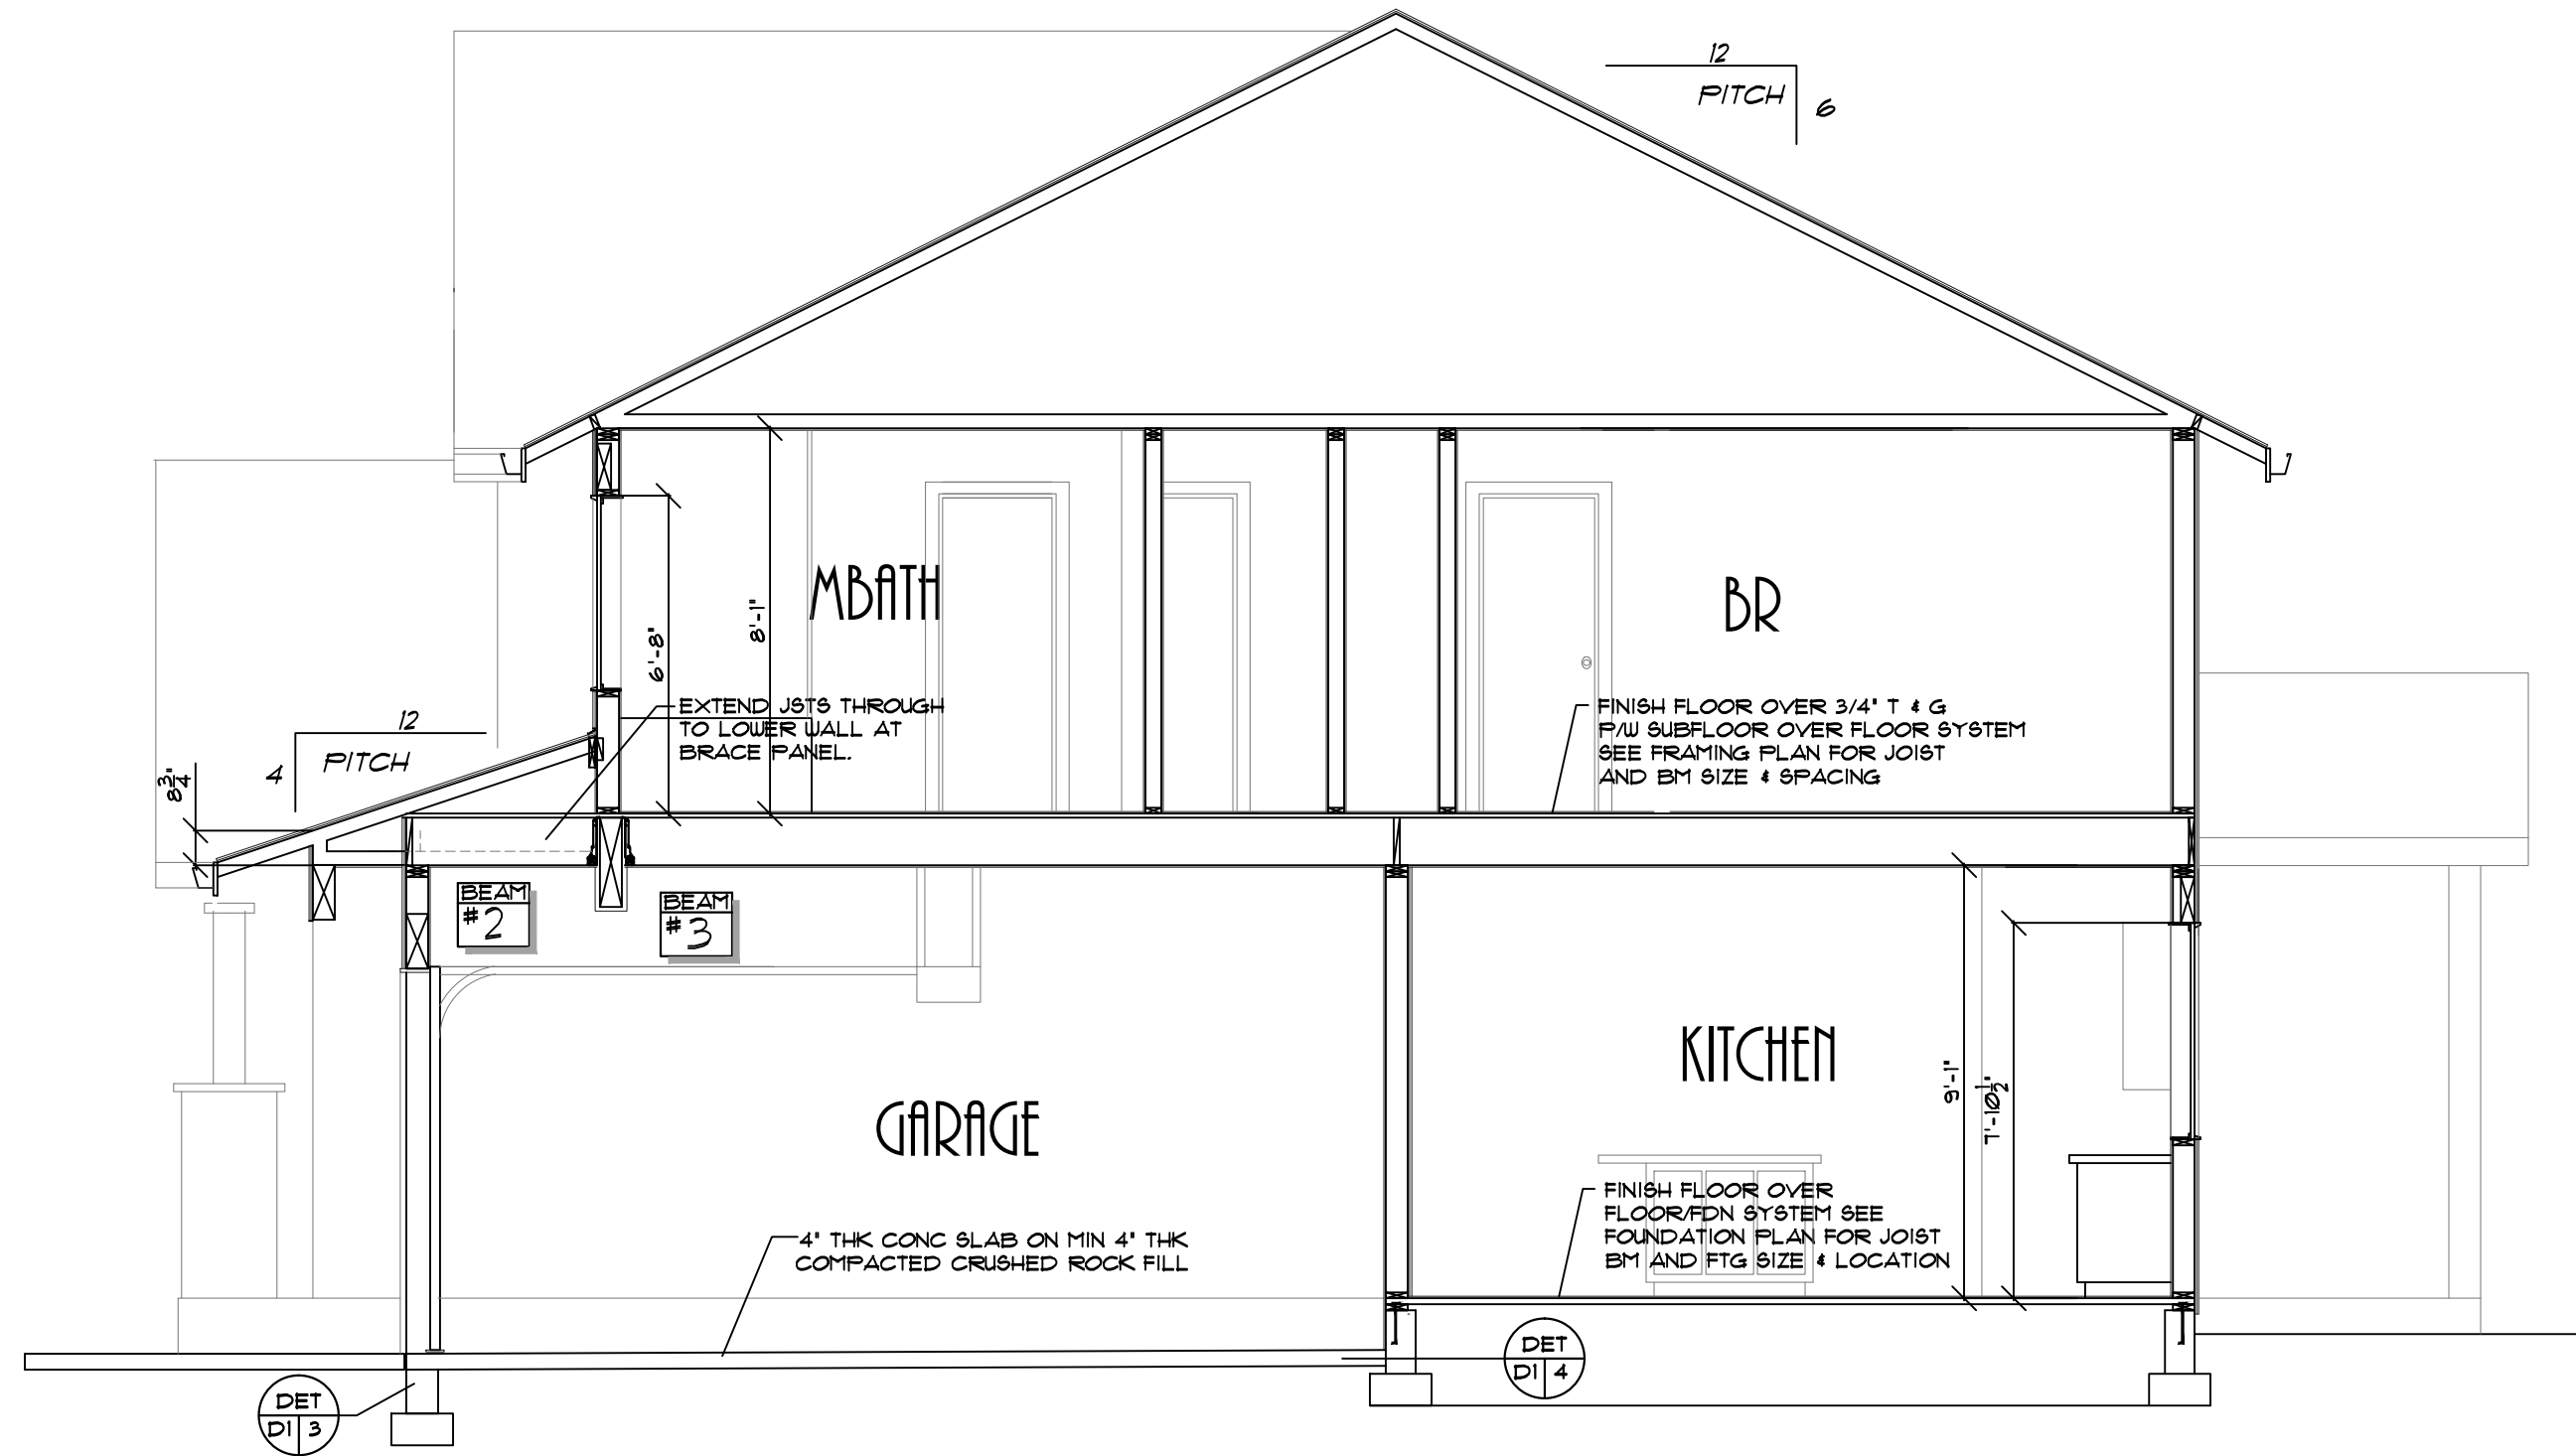 12
PITCH
6
MBATH
BR
6'-8"
8'-1"
EXTEND JSTS THROUGH
TO LOWER WALL AT
BRACE PANEL.
FINISH FLOOR OVER 3/4" T & G
P/W SUBFLOOR OVER FLOOR SYSTEM
SEE FRAMING PLAN FOR JOIST
AND BM SIZE & SPACING
12
4
PITCH
8 3/4"
BEAM
#2
BEAM
#3
KITCHEN
9'-1"
7'-10 1/2"
GARAGE
FINISH FLOOR OVER
FLOOR/FDN SYSTEM SEE
FOUNDATION PLAN FOR JOIST
BM AND FTG SIZE & LOCATION
4" THK CONC SLAB ON MIN 4" THK
COMPACTED CRUSHED ROCK FILL
DET
D1 4
DET
D1 3